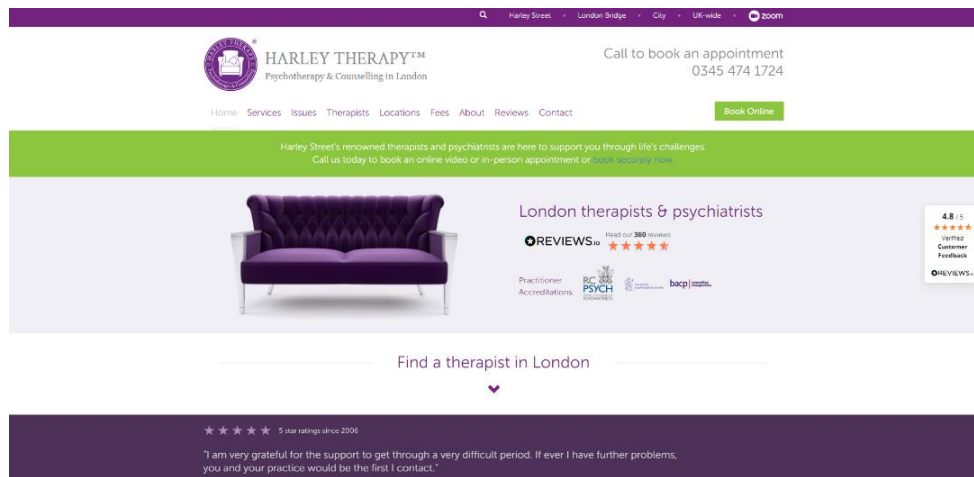 Harley Street • London Bridge • City • UK-wide • zoom
HARLEY THERAPY™
Psychotherapy & Counselling in London
Call to book an appointment
0345 474 1724
Home Services Issues Therapists Locations Fees About Reviews Contact
Book Online
Harley Street's renowned therapists and psychiatrists are here to support you through life's challenges.
Call us today to book an online video or in-person appointment or book securely now.
London therapists & psychiatrists
REVIEWS.io
Read our 360 reviews
Practitioner
Accreditations:
RC
PSYCH
bacp
4.8 / 5
Verified
Customer
Feedback
REVIEWS.
Find a therapist in London
5 star ratings since 2006
"I am very grateful for the support to get through a very difficult period. If ever I have further problems,
you and your practice would be the first I contact."